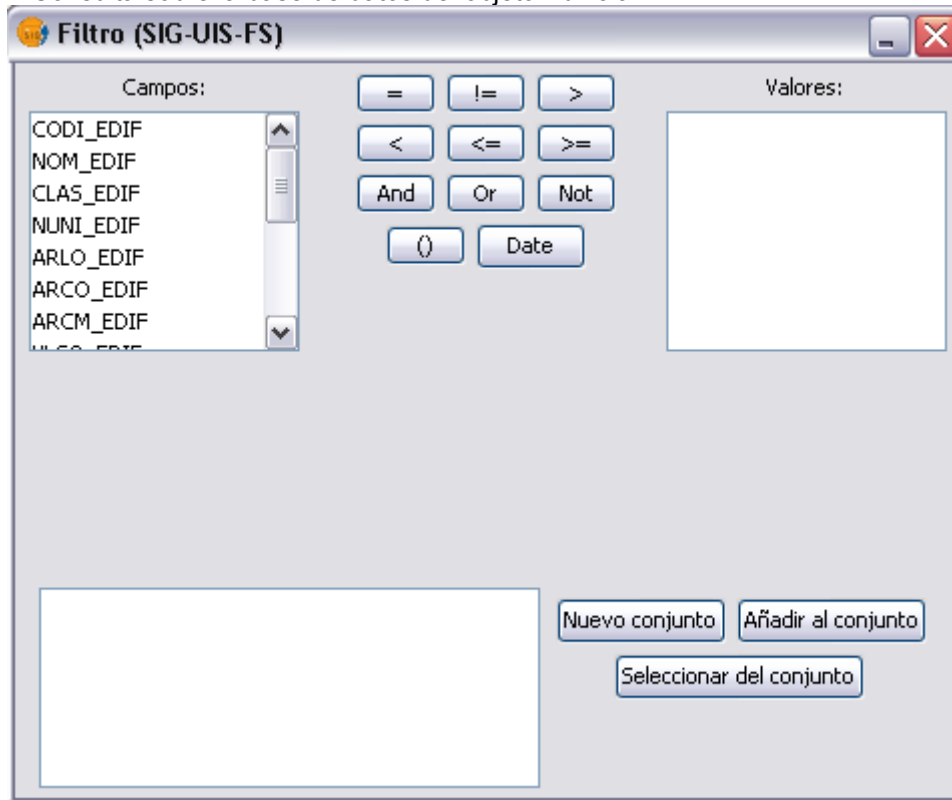 Filtro (SIG-UIS-FS)
Campos:
CODI_EDIF
NOM_EDIF
CLAS_EDIF
NUNI_EDIF
ARLO_EDIF
ARCO_EDIF
ARCM_EDIF
= != >
< <= >=
And Or Not
() Date
Valores:
Nuevo conjunto Añadir al conjunto
Seleccionar del conjunto